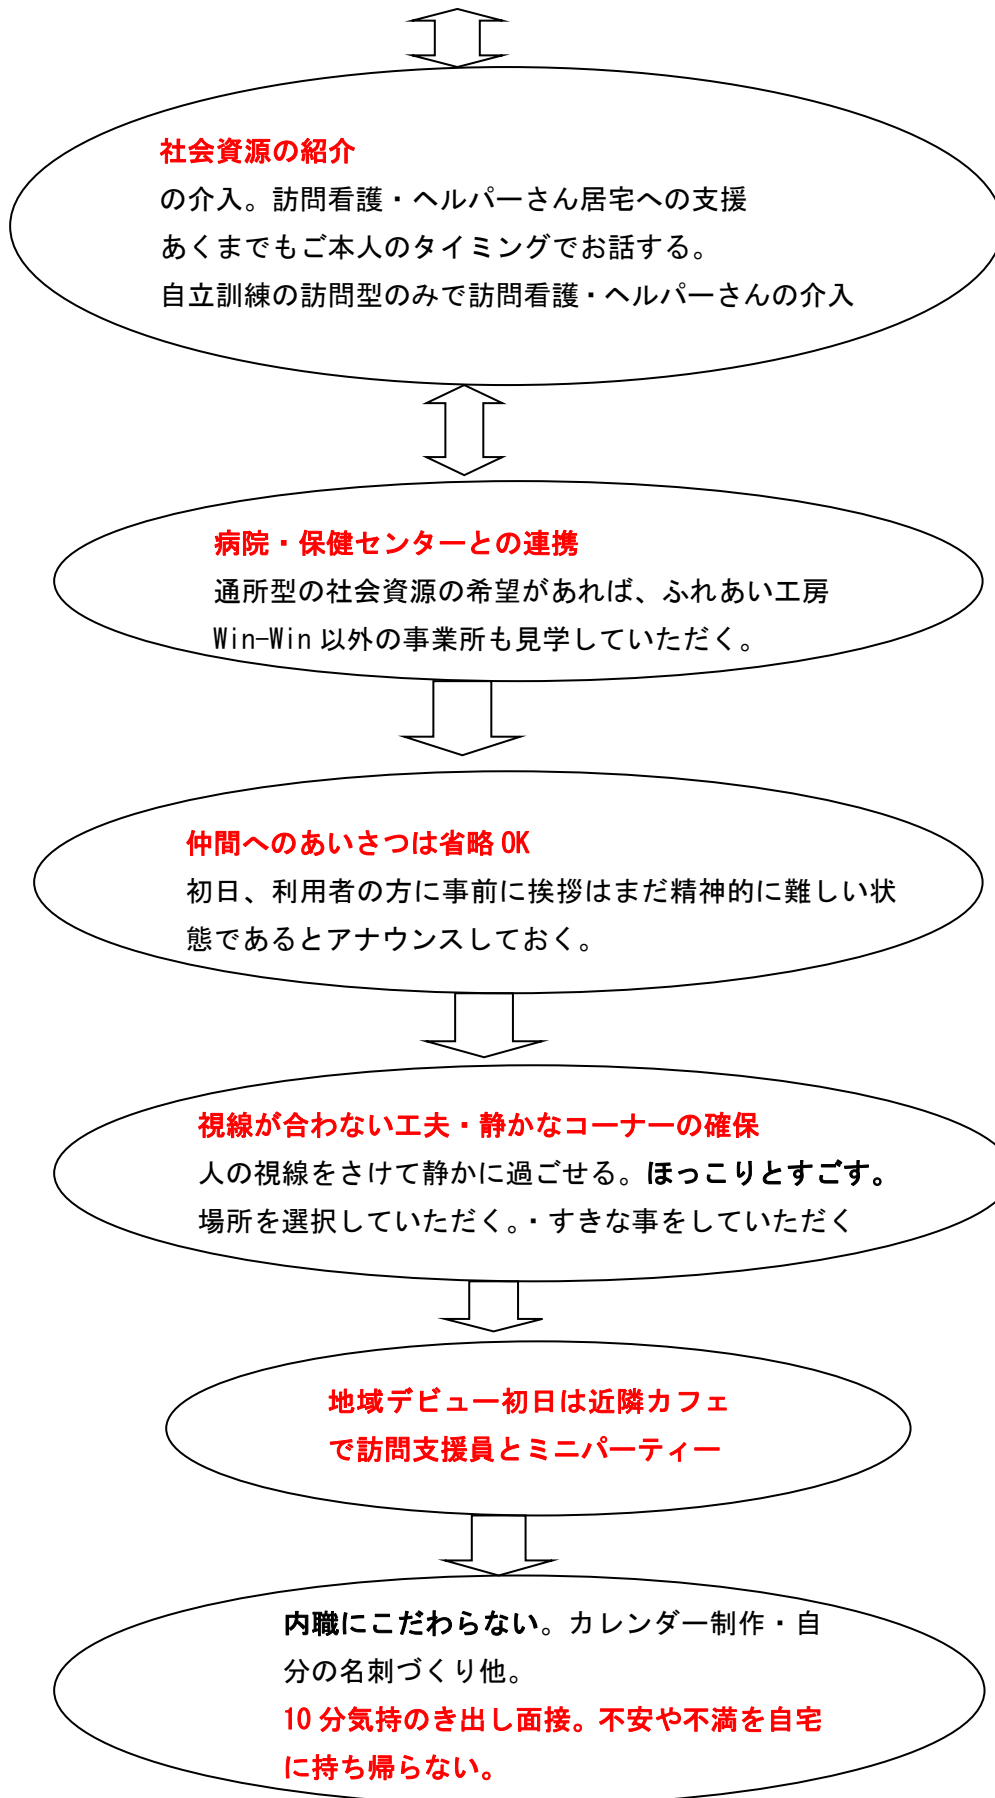 社会資源の紹介
の介入。訪問看護・ヘルパーさん居宅への支援
あくまでもご本人のタイミングでお話する。
自立訓練の訪問型のみで訪問看護・ヘルパーさんの介入
病院・保健センターとの連携
通所型の社会資源の希望があれば、ふれあい工房
Win-Win 以外の事業所も見学していただく。
仲間へのあいさつは省略 OK
初日、利用者の方に事前に挨拶はまだ精神的に難しい状
態であるとアナウンスしておく。
視線が合わない工夫・静かなコーナーの確保
人の視線をさけて静かに過ごせる。ほっこりとすごす。
場所を選択していただく。・すきな事をしていただく
地域デビュー初日は近隣カフェ
で訪問支援員とミニパーティー
内職にこだわらない。カレンダー制作・自
分の名刺づくり他。
10 分気持のき出し面接。不安や不満を自宅
に持ち帰らない。